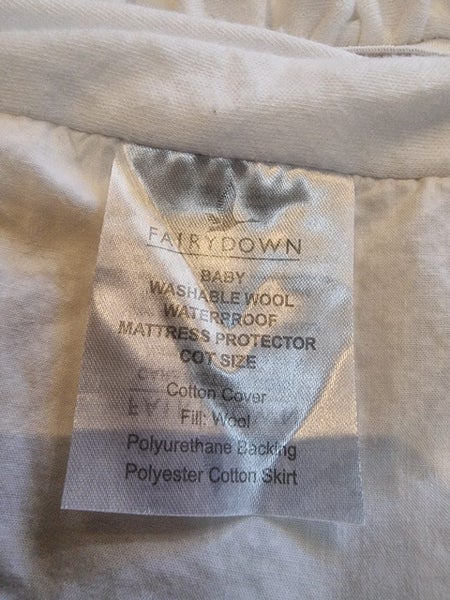 FAIRYDOWN
BABY
WASHABLE WOOL
WATERPROOF
MATTRESS PROTECTOR
COT SIZE
Cotton Cover
Fill: Wool
Polyurethane Backing
Polyester Cotton Skirt